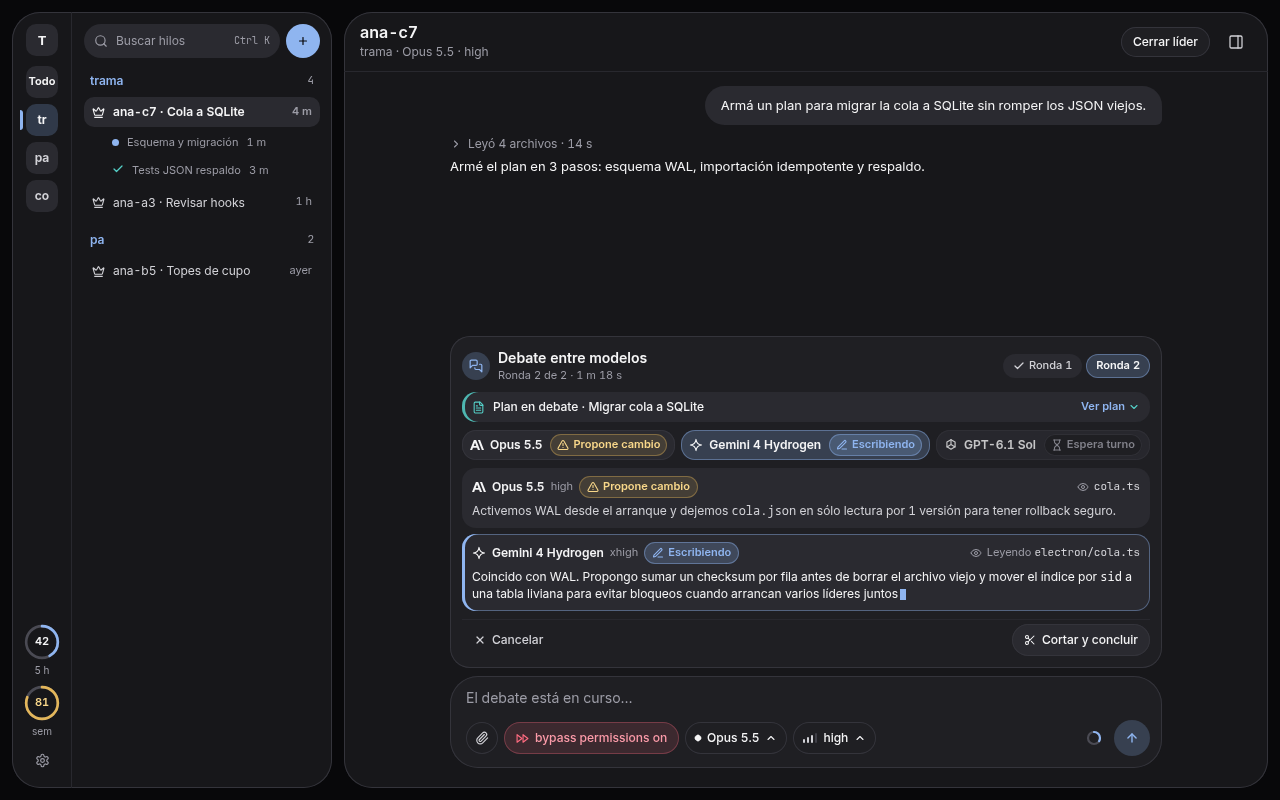 T
Todo
tr
pa
co
42
5 h
81
sem
Buscar hilos Ctrl K
+
trama 4
ana-c7 · Cola a SQLite 4 m
Esquema y migración 1 m
Tests JSON respaldo 3 m
ana-a3 · Revisar hooks 1 h
pa 2
ana-b5 · Topes de cupo ayer
ana-c7
trama · Opus 5.5 · high
Cerrar líder
Armá un plan para migrar la cola a SQLite sin romper los JSON viejos.
Leyó 4 archivos · 14 s
Armé el plan en 3 pasos: esquema WAL, importación idempotente y respaldo.
Debate entre modelos
Ronda 2 de 2 · 1 m 18 s
Ronda 1 Ronda 2
Plan en debate · Migrar cola a SQLite Ver plan
Opus 5.5 Propone cambio Gemini 4 Hydrogen Escribiendo GPT-6.1 Sol Espera turno
Opus 5.5 high Propone cambio cola.ts
Activemos WAL desde el arranque y dejemos cola.json en sólo lectura por 1 versión para tener rollback seguro.
Gemini 4 Hydrogen xhigh Escribiendo Leyendo electron/cola.ts
Coincido con WAL. Propongo sumar un checksum por fila antes de borrar el archivo viejo y mover el índice por sid a
una tabla liviana para evitar bloqueos cuando arrancan varios líderes juntos
Cancelar Cortar y concluir
El debate está en curso...
bypass permissions on Opus 5.5 high